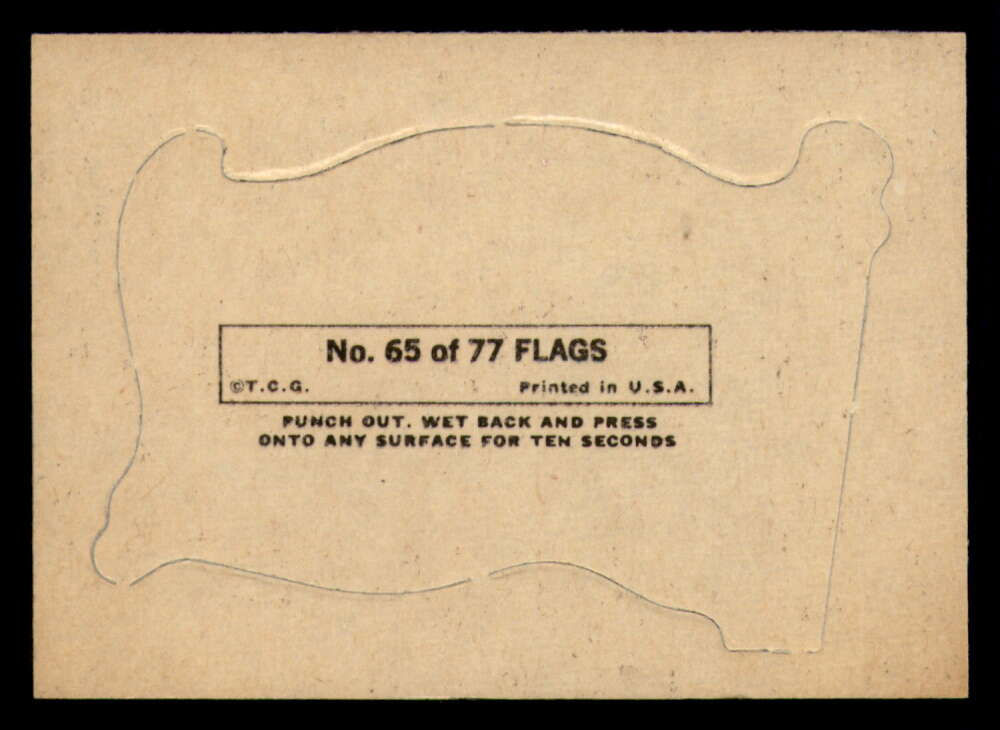 No. 65 of 77 FLAGS
©T.C.G. Printed in U.S.A.
PUNCH OUT. WET BACK AND PRESS
ONTO ANY SURFACE FOR TEN SECONDS